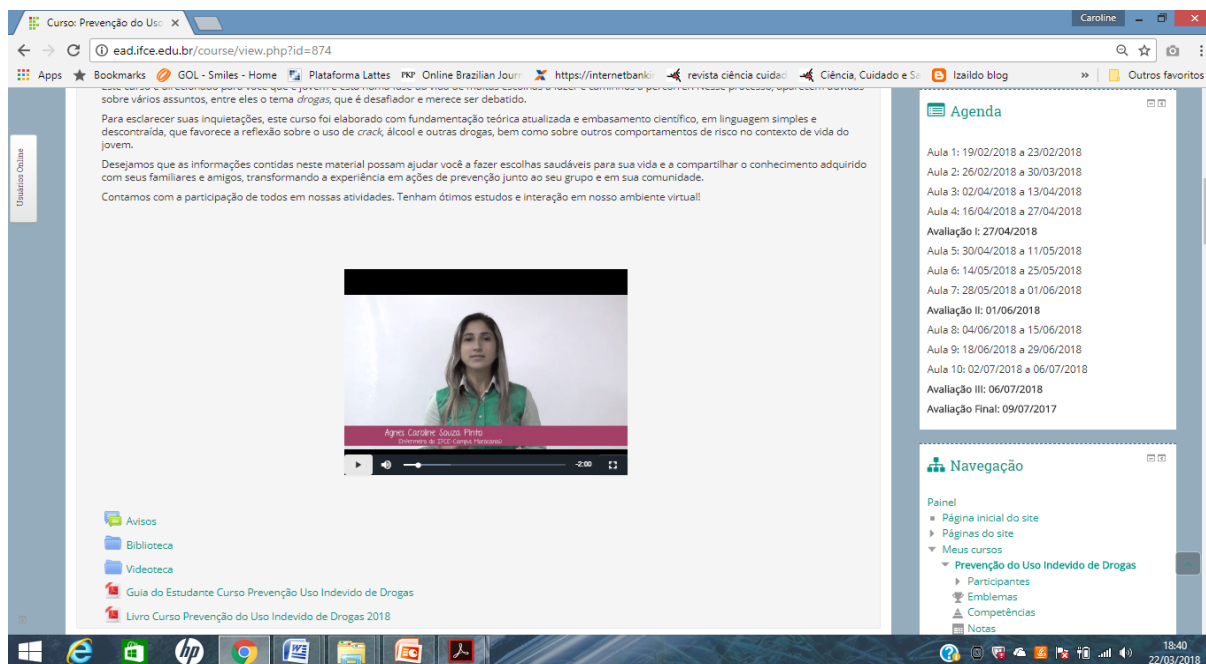 Curso: Prevenção do Uso
Caroline
ead.ifce.edu.br/course/view.php?id=874
Apps
Bookmarks
GOL - Smiles - Home
Plataforma Lattes
PKP Online Brazilian Journ
https://internetbankin
revista ciência cuidad
Ciência, Cuidado e Sa
Izaildo blog
»
Outros favoritos
Usuários Online
sobre vários assuntos, entre eles o tema drogas, que é desafiador e merece ser debatido.
Para esclarecer suas inquietações, este curso foi elaborado com fundamentação teórica atualizada e embasamento científico, em linguagem simples e
descontraída, que favorece a reflexão sobre o uso de crack, álcool e outras drogas, bem como sobre outros comportamentos de risco no contexto de vida do
jovem.
Desejamos que as informações contidas neste material possam ajudar você a fazer escolhas saudáveis para sua vida e a compartilhar o conhecimento adquirido
com seus familiares e amigos, transformando a experiência em ações de prevenção junto ao seu grupo e em sua comunidade.
Contamos com a participação de todos em nossas atividades. Tenham ótimos estudos e interação em nosso ambiente virtual!
Agnes Caroline Souza Pinto
Enfermeira do IFCE-Campus Maracanaú
-2:00
Avisos
Biblioteca
Videoteca
Guia do Estudante Curso Prevenção Uso Indevido de Drogas
Livro Curso Prevenção do Uso Indevido de Drogas 2018
Agenda
Aula 1: 19/02/2018 a 23/02/2018
Aula 2: 26/02/2018 a 30/03/2018
Aula 3: 02/04/2018 a 13/04/2018
Aula 4: 16/04/2018 a 27/04/2018
Avaliação I: 27/04/2018
Aula 5: 30/04/2018 a 11/05/2018
Aula 6: 14/05/2018 a 25/05/2018
Aula 7: 28/05/2018 a 01/06/2018
Avaliação II: 01/06/2018
Aula 8: 04/06/2018 a 15/06/2018
Aula 9: 18/06/2018 a 29/06/2018
Aula 10: 02/07/2018 a 06/07/2018
Avaliação III: 06/07/2018
Avaliação Final: 09/07/2017
Navegação
Painel
Página inicial do site
Páginas do site
Meus cursos
Prevenção do Uso Indevido de Drogas
Participantes
Emblemas
Competências
Notas
hp
18:40
22/03/2018